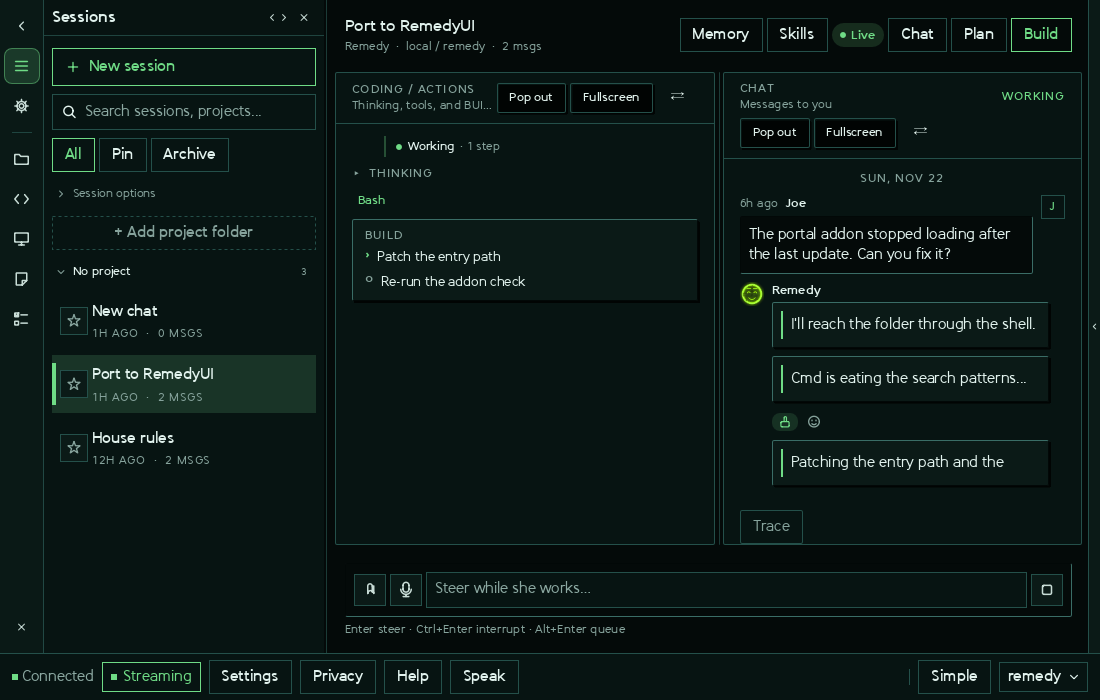 Sessions
New session
Search sessions, projects...
All
Pin
Archive
Session options
+ Add project folder
No project
3
New chat
1H AGO · 0 MSGS
Port to RemedyUI
1H AGO · 2 MSGS
House rules
12H AGO · 2 MSGS
Port to RemedyUI
Remedy · local / remedy · 2 msgs
Memory
Skills
Live
Chat
Plan
Build
CODING / ACTIONS
Thinking, tools, and BUI...
Pop out
Fullscreen
Working · 1 step
THINKING
Bash
BUILD
Patch the entry path
Re-run the addon check
CHAT
Messages to you
WORKING
Pop out
Fullscreen
SUN, NOV 22
6h ago Joe
J
The portal addon stopped loading after
the last update. Can you fix it?
Remedy
I'll reach the folder through the shell.
Cmd is eating the search patterns...
Patching the entry path and the
Trace
Steer while she works...
Enter steer · Ctrl+Enter interrupt · Alt+Enter queue
Connected
Streaming
Settings
Privacy
Help
Speak
Simple
remedy